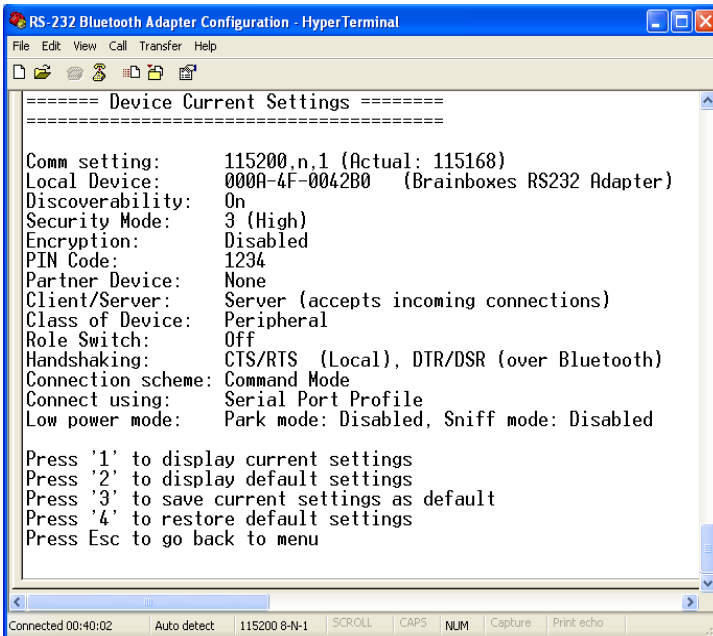 RS-232 Bluetooth Adapter Configuration - HyperTerminal
File Edit View Call Transfer Help
======= Device Current Settings ========
========================================
Comm setting: 115200,n,1 (Actual: 115168)
Local Device: 000A-4F-0042B0 (Brainboxes RS232 Adapter)
Discoverability: On
Security Mode: 3 (High)
Encryption: Disabled
PIN Code: 1234
Partner Device: None
Client/Server: Server (accepts incoming connections)
Class of Device: Peripheral
Role Switch: Off
Handshaking: CTS/RTS (Local), DTR/DSR (over Bluetooth)
Connection scheme: Command Mode
Connect using: Serial Port Profile
Low power mode: Park mode: Disabled, Sniff mode: Disabled
Press '1' to display current settings
Press '2' to display default settings
Press '3' to save current settings as default
Press '4' to restore default settings
Press Esc to go back to menu
Connected 00:40:02 Auto detect 115200 8-N-1 SCROLL CAPS NUM Capture Print echo